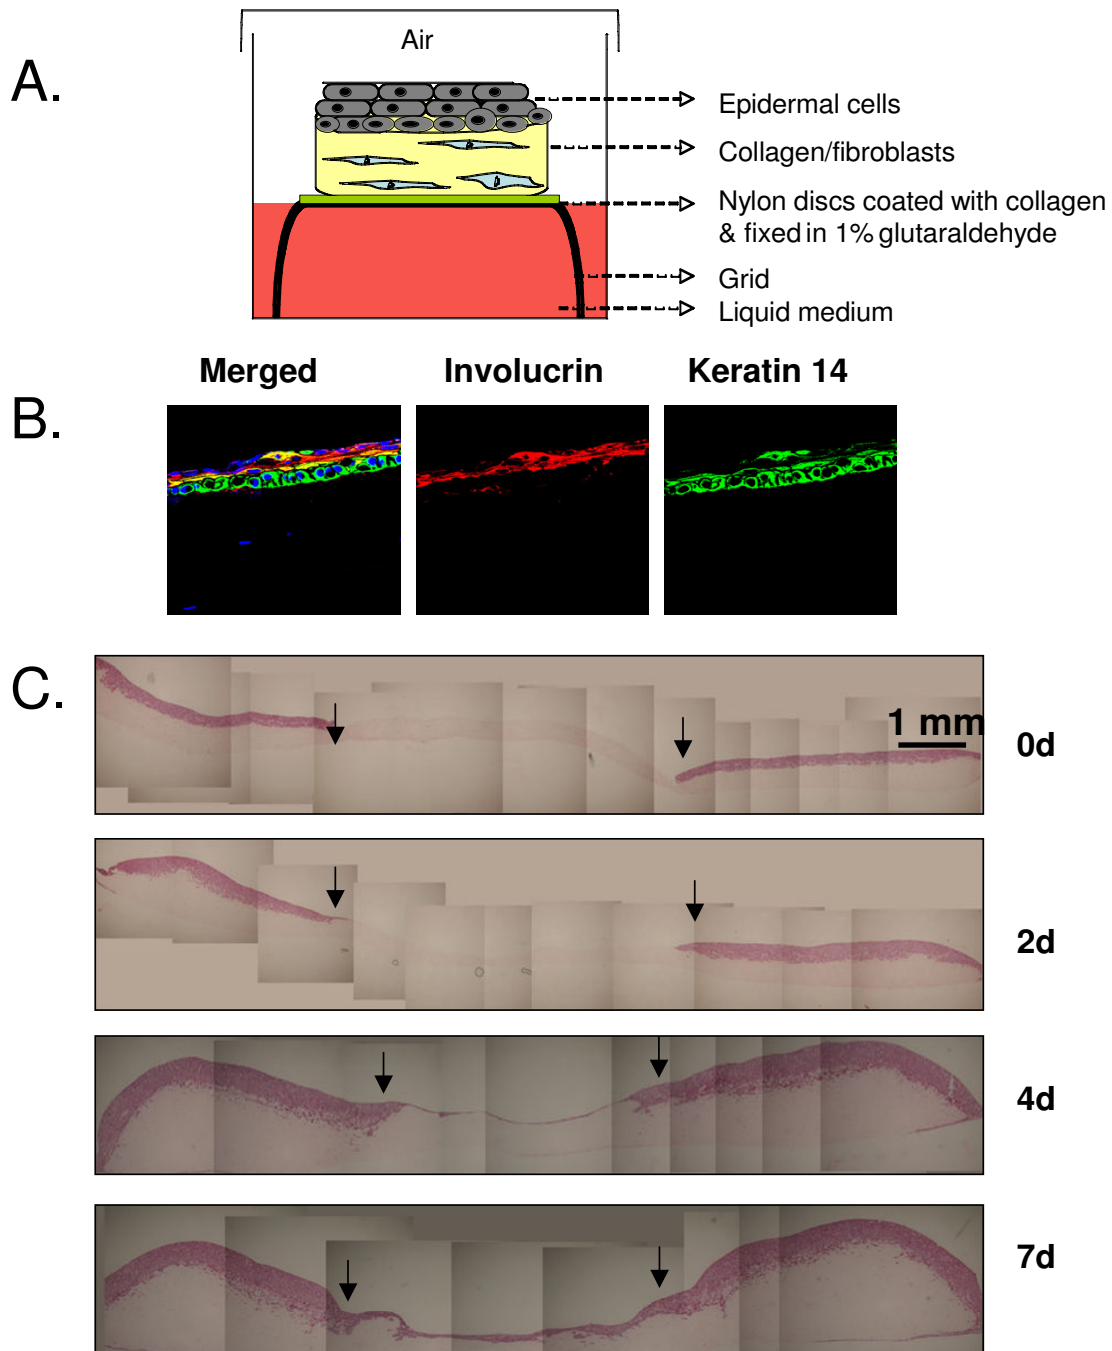 A.
Air
Epidermal cells
Collagen/fibroblasts
Nylon discs coated with collagen
& fixed in 1% glutaraldehyde
Grid
Liquid medium
B.
Merged
Involucrin
Keratin 14
C.
1 mm
0d
2d
4d
7d